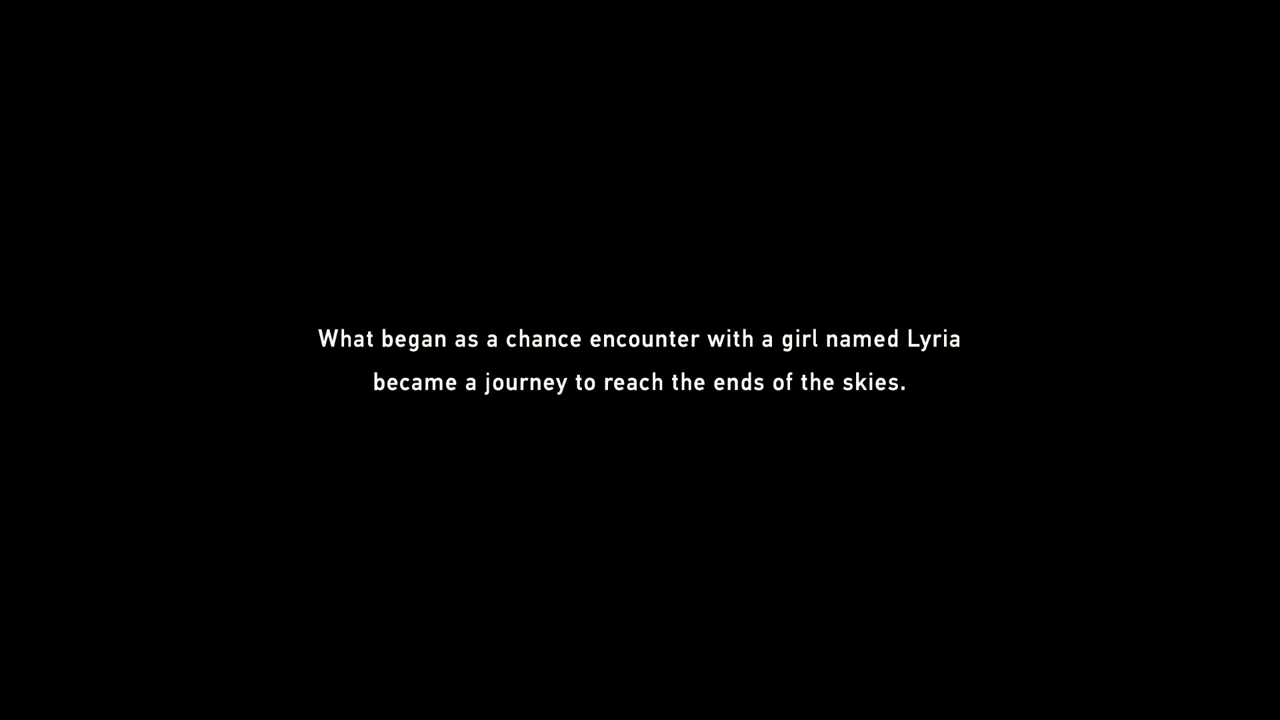 What began as a chance encounter with a girl named Lyria
became a journey to reach the ends of the skies.